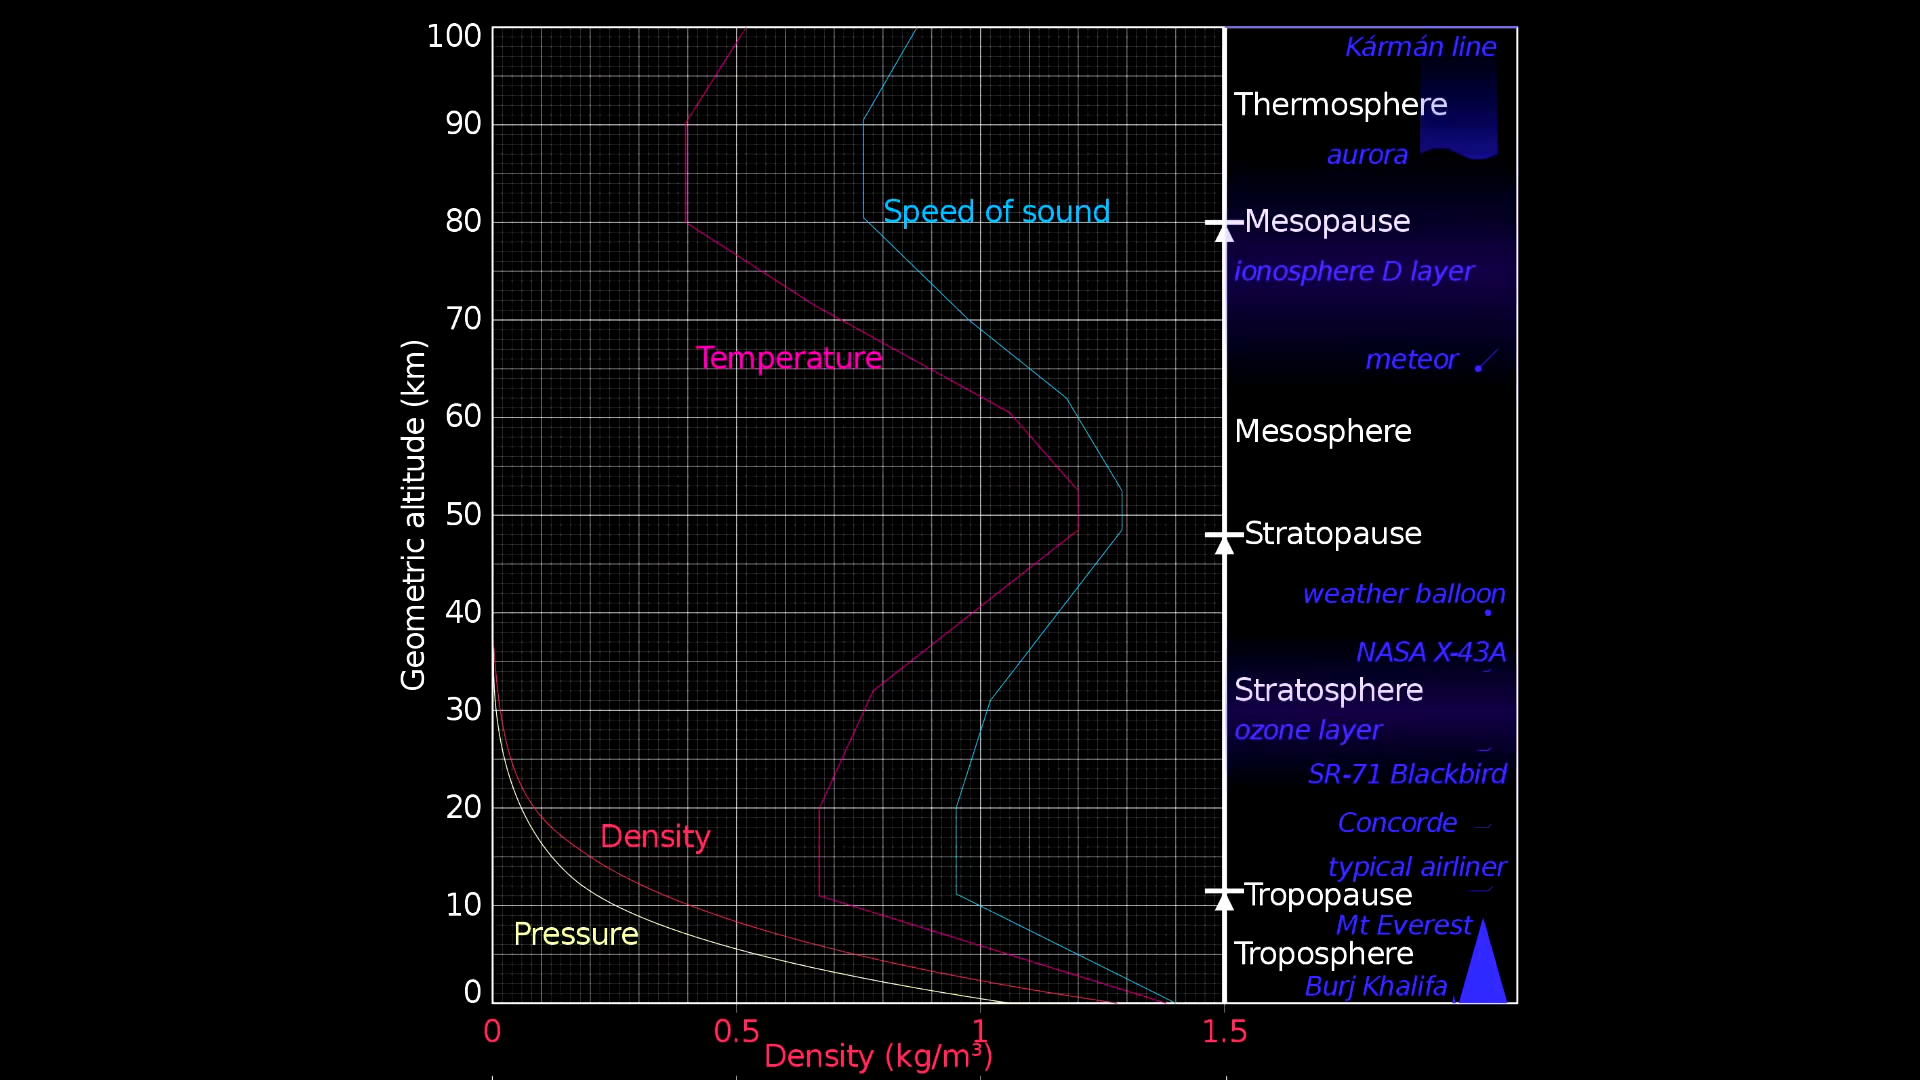 100
90
80
70
60
50
40
30
20
10
0
Geometric altitude (km)
Speed of sound
Temperature
Density
Pressure
Kármán line
Thermosphere
aurora
Mesopause
ionosphere D layer
meteor
Mesosphere
Stratopause
weather balloon
NASA X-43A
Stratosphere
ozone layer
SR-71 Blackbird
Concorde
typical airliner
Tropopause
Mt Everest
Troposphere
Burj Khalifa
0 0.5 1 1.5
Density (kg/m³)